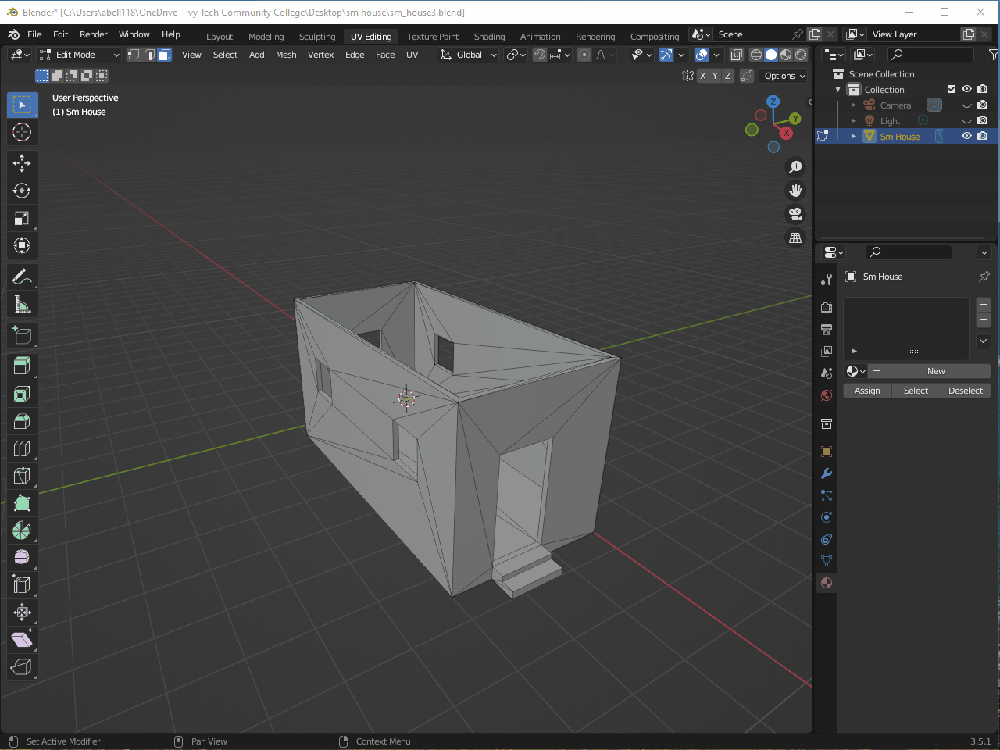 Blender* [C:\Users\abell118\OneDrive - Ivy Tech Community College\Desktop\sm house\sm_house3.blend]
File Edit Render Window Help Layout Modeling Sculpting UV Editing Texture Paint Shading Animation Rendering Compositing Scene View Layer
Edit Mode View Select Add Mesh Vertex Edge Face UV Global
X Y Z Options
Scene Collection
Collection
Camera
Light
Sm House
User Perspective
(1) Sm House
Z
Y
X
Sm House
New
Assign Select Deselect
Set Active Modifier Pan View Context Menu 3.5.1